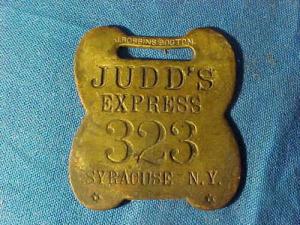 J. ROBBINS BOSTON
JUDD'S
EXPRESS
323
SYRACUSE N.Y.